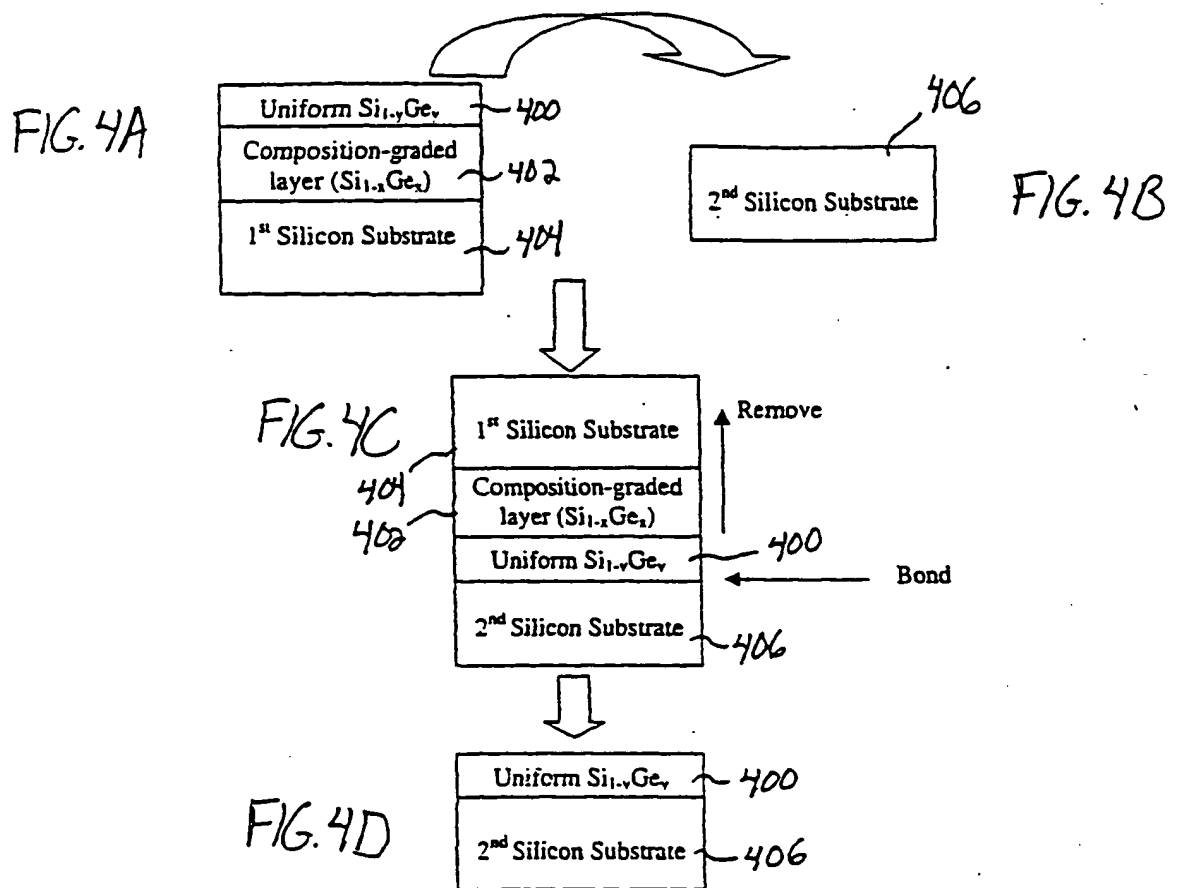 FIG. 4A
Uniform Si1-yGey
400
Composition-graded
layer (Si1-xGex)
402
1st Silicon Substrate
404
406
2nd Silicon Substrate
FIG. 4B
FIG. 4C
1st Silicon Substrate
404
Remove
Composition-graded
layer (Si1-xGex)
402
Uniform Si1-yGey
400
Bond
2nd Silicon Substrate
406
FIG. 4D
Uniform Si1-yGey
400
2nd Silicon Substrate
406